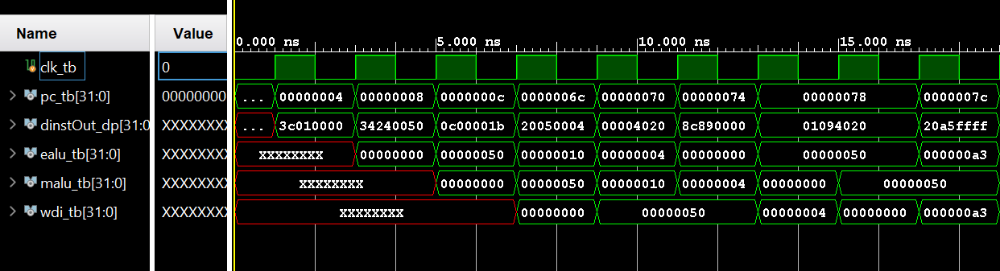 Name Value 0.000 ns 5.000 ns 10.000 ns 15.000 ns
clk_tb 0
pc_tb[31:0] 00000000 ... 00000004 00000008 0000000c 0000006c 00000070 00000074 00000078 0000007c
dinstOut_dp[31:0 XXXXXXXX ... 3c010000 34240050 0c00001b 20050004 00004020 8c890000 01094020 20a5ffff
ealu_tb[31:0] XXXXXXXX XXXXXXXX 00000000 00000050 00000010 00000004 00000000 00000050 000000a3
malu_tb[31:0] XXXXXXXX XXXXXXXX 00000000 00000050 00000010 00000004 00000000 00000050
wdi_tb[31:0] XXXXXXXX XXXXXXXX 00000000 00000050 00000004 00000000 000000a3